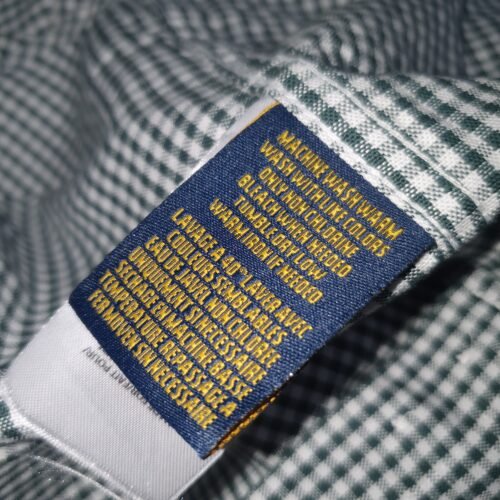 MACHINE WASH WARM
WASH WITH LIKE COLORS
ONLY NON CHLORINE
BLEACH WHEN NEEDED
TUMBLE DRY LOW
WARM IRON IF NEEDED
LAVAGE A 40° LAVER AVEC
COULEURS SEMBLABLES
EAU DE JAVEL NON CHLOREE
UNIQUEMENT SI NECESSAIRE
SECHAGE EN MACHINE BASSE
TEMPERATURE REPASSAGE A
FER MOYEN SI NECESSAIRE
FAIT POUR/